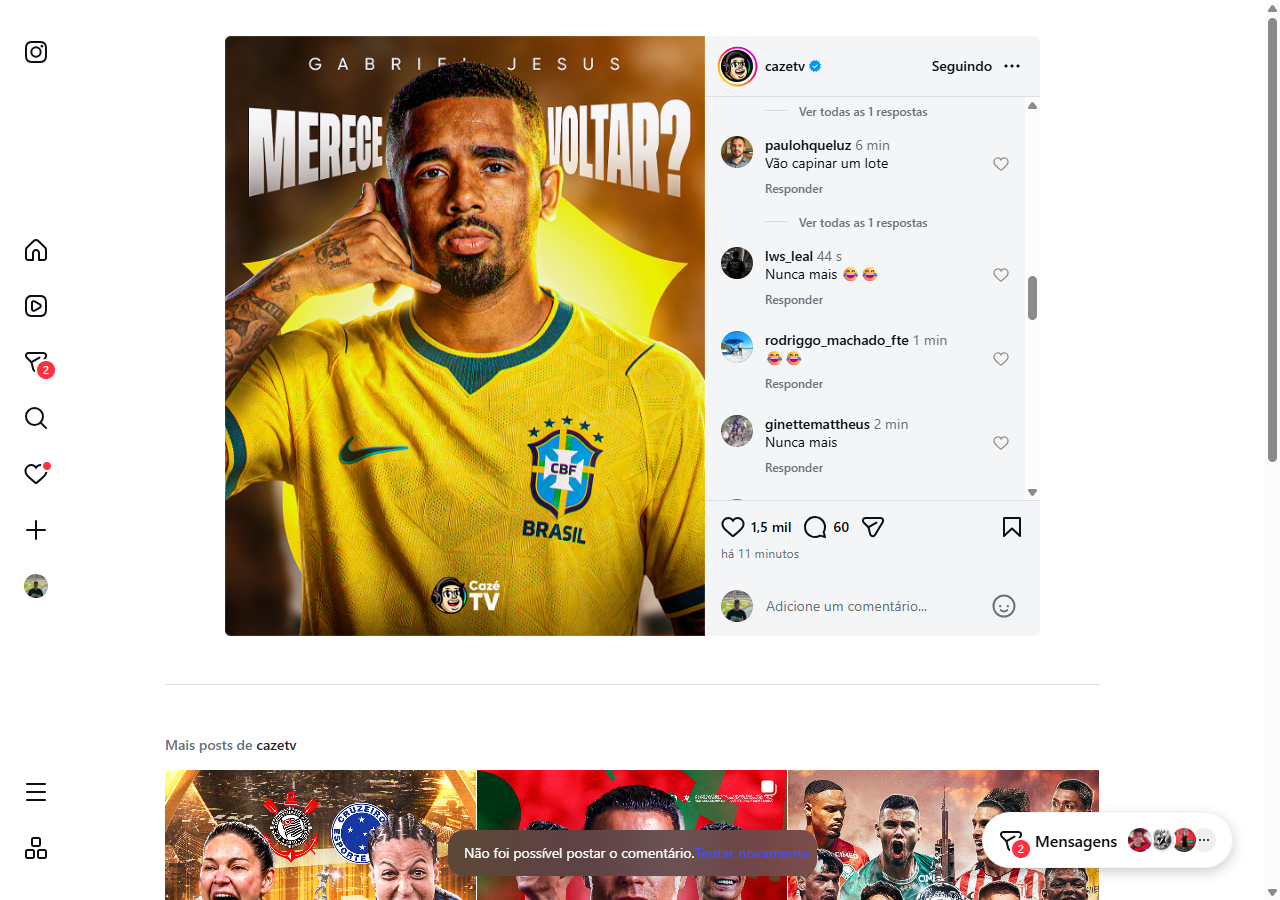 GABRIEL JESUS
MERECE VOLTAR?
CBF
BRASIL
Cazé
TV
cazetv
Seguindo
Ver todas as 1 respostas
paulohqueluz 6 min
Vão capinar um lote
Responder
Ver todas as 1 respostas
lws_leal 44 s
Nunca mais 😂😂
Responder
rodriggo_machado_fte 1 min
😂😂
Responder
ginettemattheus 2 min
Nunca mais
Responder
1,5 mil
60
há 11 minutos
Adicione um comentário...
2
Mais posts de cazetv
CRUZEIRO
Não foi possível postar o comentário.Tentar novamente
2
Mensagens